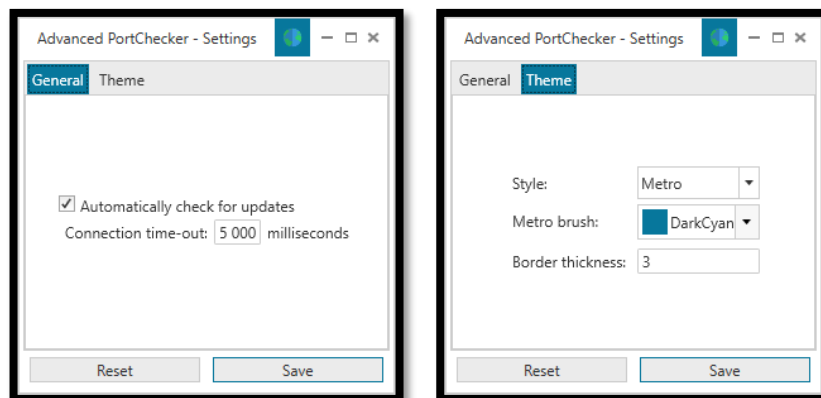 Advanced PortChecker - Settings
General Theme
Automatically check for updates
Connection time-out: 5 000 milliseconds
Reset Save
Advanced PortChecker - Settings
General Theme
Style: Metro
Metro brush: DarkCyan
Border thickness: 3
Reset Save